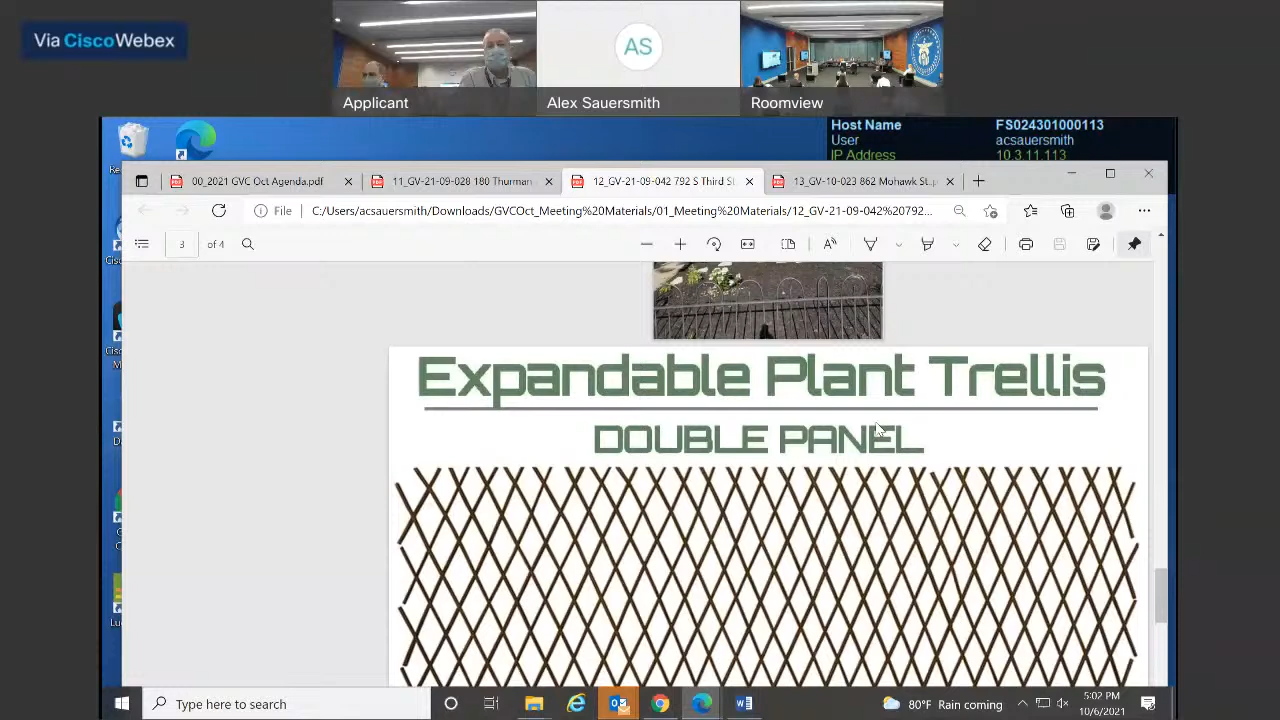 Via CiscoWebex
AS
Applicant
Alex Sauersmith
Roomview
Host Name FS024301000113
User acsauersmith
IP Address 10.3.11.113
00_2021 GVC Oct Agenda.pdf
11_GV-21-09-028 180 Thurman
12_GV-21-09-042 792 S Third St
13_GV-10-023 862 Mohawk St.
File C:/Users/acsauersmith/Downloads/GVCOct_Meeting%20Materials/01_Meeting%20Materials/12_GV-21-09-042%20792...
3 of 4
Expandable Plant Trellis
DOUBLE PANEL
Type here to search
80°F Rain coming
5:02 PM
10/6/2021